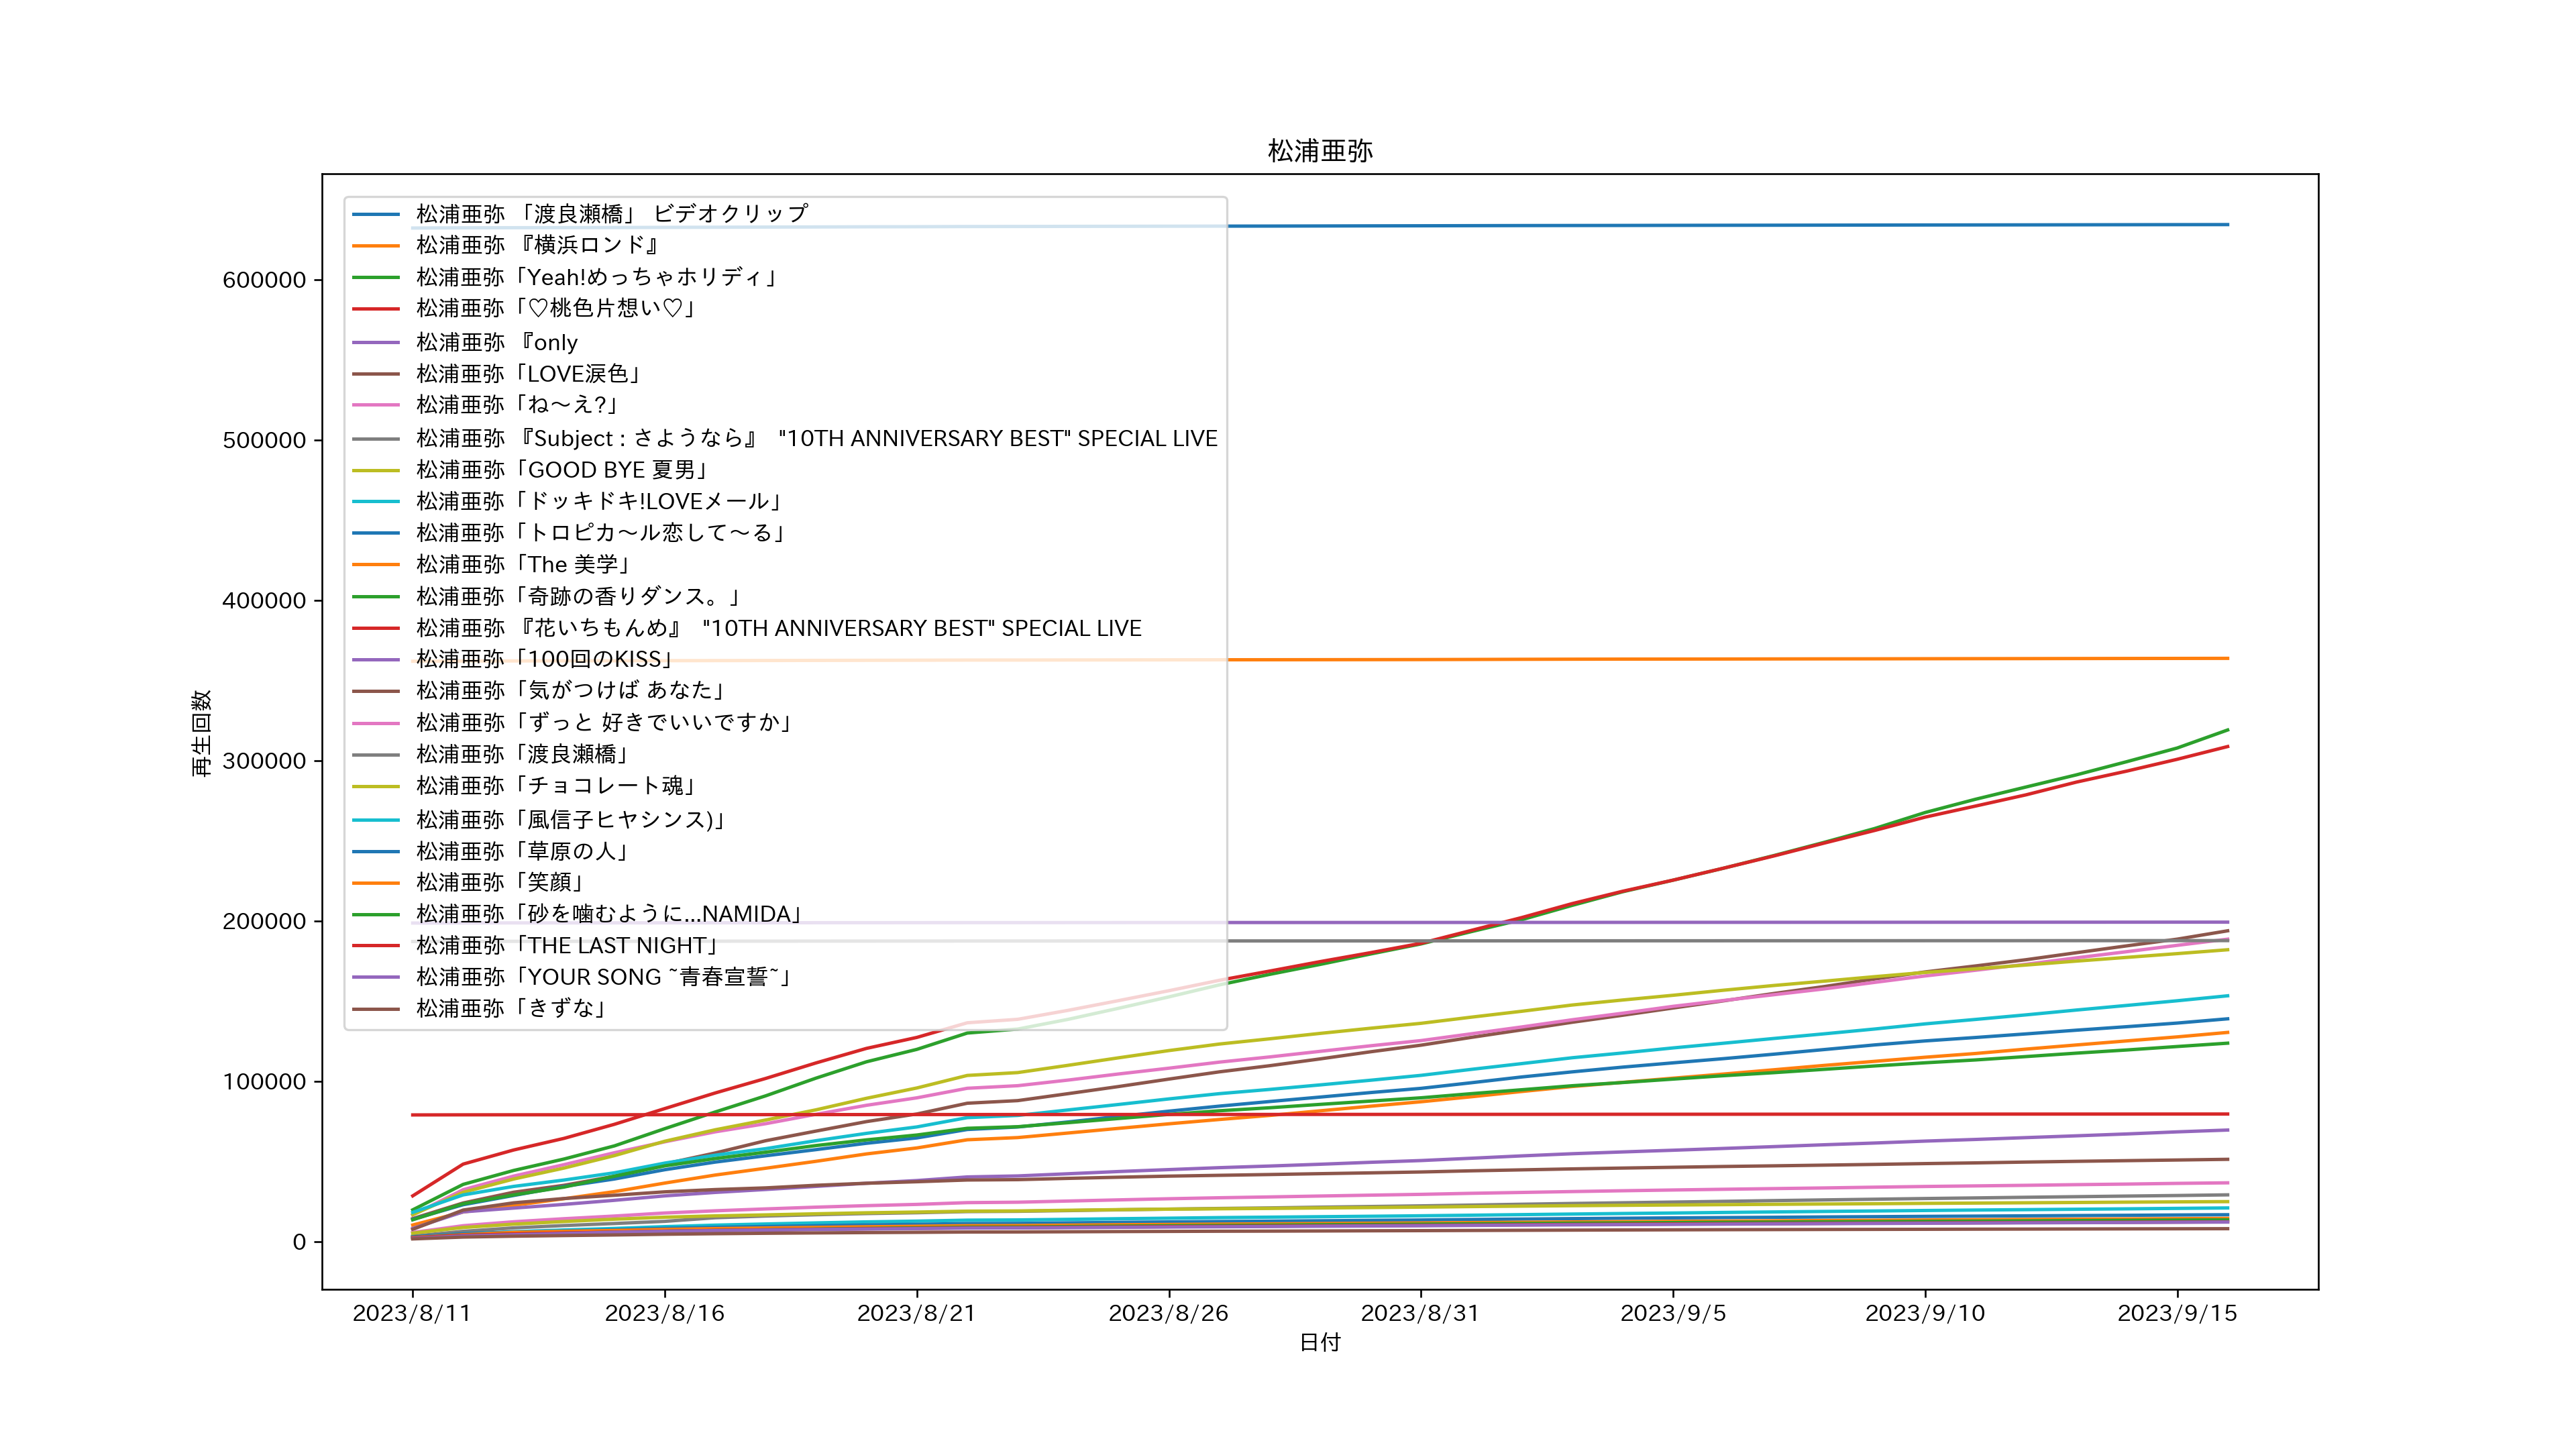 松浦亜弥
松浦亜弥 「渡良瀬橋」 ビデオクリップ
松浦亜弥 『横浜ロンド』
松浦亜弥「Yeah!めっちゃホリディ」
松浦亜弥「♡桃色片想い♡」
松浦亜弥 『only
松浦亜弥「LOVE涙色」
松浦亜弥「ね～え?」
松浦亜弥 『Subject : さようなら』 "10TH ANNIVERSARY BEST" SPECIAL LIVE
松浦亜弥「GOOD BYE 夏男」
松浦亜弥「ドッキドキ!LOVEメール」
松浦亜弥「トロピカ～ル恋して～る」
松浦亜弥「The 美学」
松浦亜弥「奇跡の香りダンス。」
松浦亜弥 『花いちもんめ』 "10TH ANNIVERSARY BEST" SPECIAL LIVE
松浦亜弥「100回のKISS」
松浦亜弥「気がつけば あなた」
松浦亜弥「ずっと 好きでいいですか」
松浦亜弥「渡良瀬橋」
松浦亜弥「チョコレート魂」
松浦亜弥「風信子ヒヤシンス)」
松浦亜弥「草原の人」
松浦亜弥「笑顔」
松浦亜弥「砂を噛むように…NAMIDA」
松浦亜弥「THE LAST NIGHT」
松浦亜弥「YOUR SONG ~青春宣誓~」
松浦亜弥「きずな」
再生回数
600000
500000
400000
300000
200000
100000
0
2023/8/11 2023/8/16 2023/8/21 2023/8/26 2023/8/31 2023/9/5 2023/9/10 2023/9/15
日付